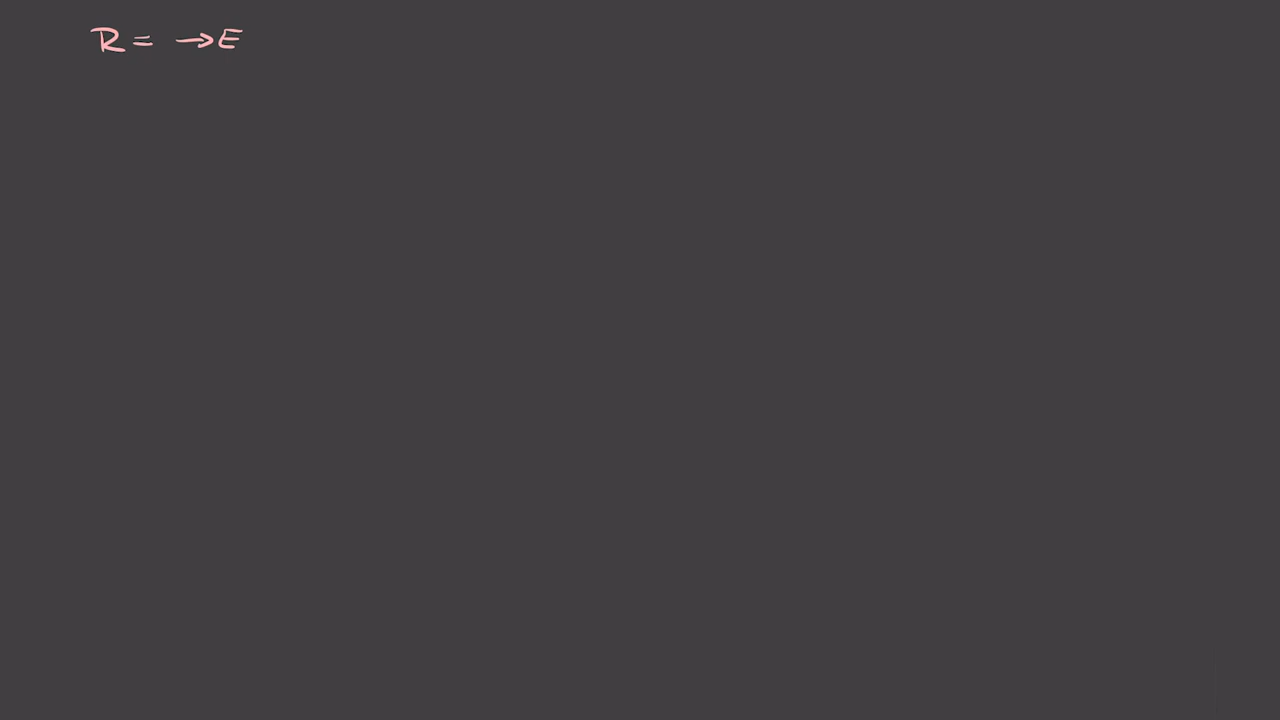 R = → E